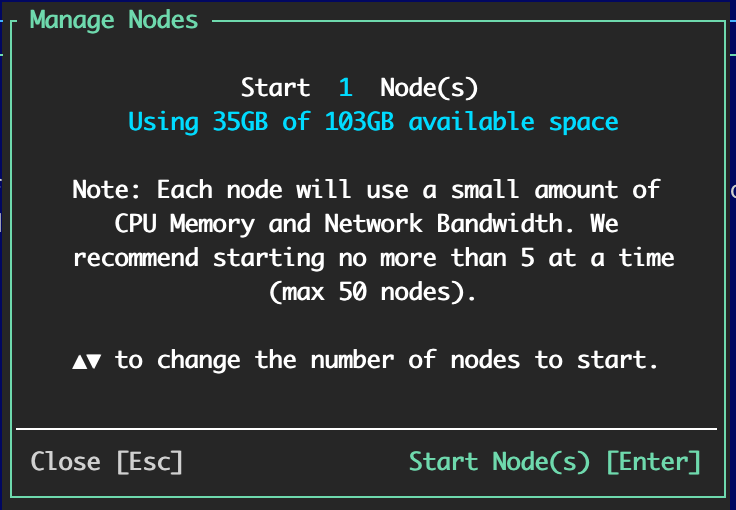 Manage Nodes
Start 1 Node(s)
Using 35GB of 103GB available space
Note: Each node will use a small amount of
CPU Memory and Network Bandwidth. We
recommend starting no more than 5 at a time
(max 50 nodes).
▲▼ to change the number of nodes to start.
Close [Esc] Start Node(s) [Enter]